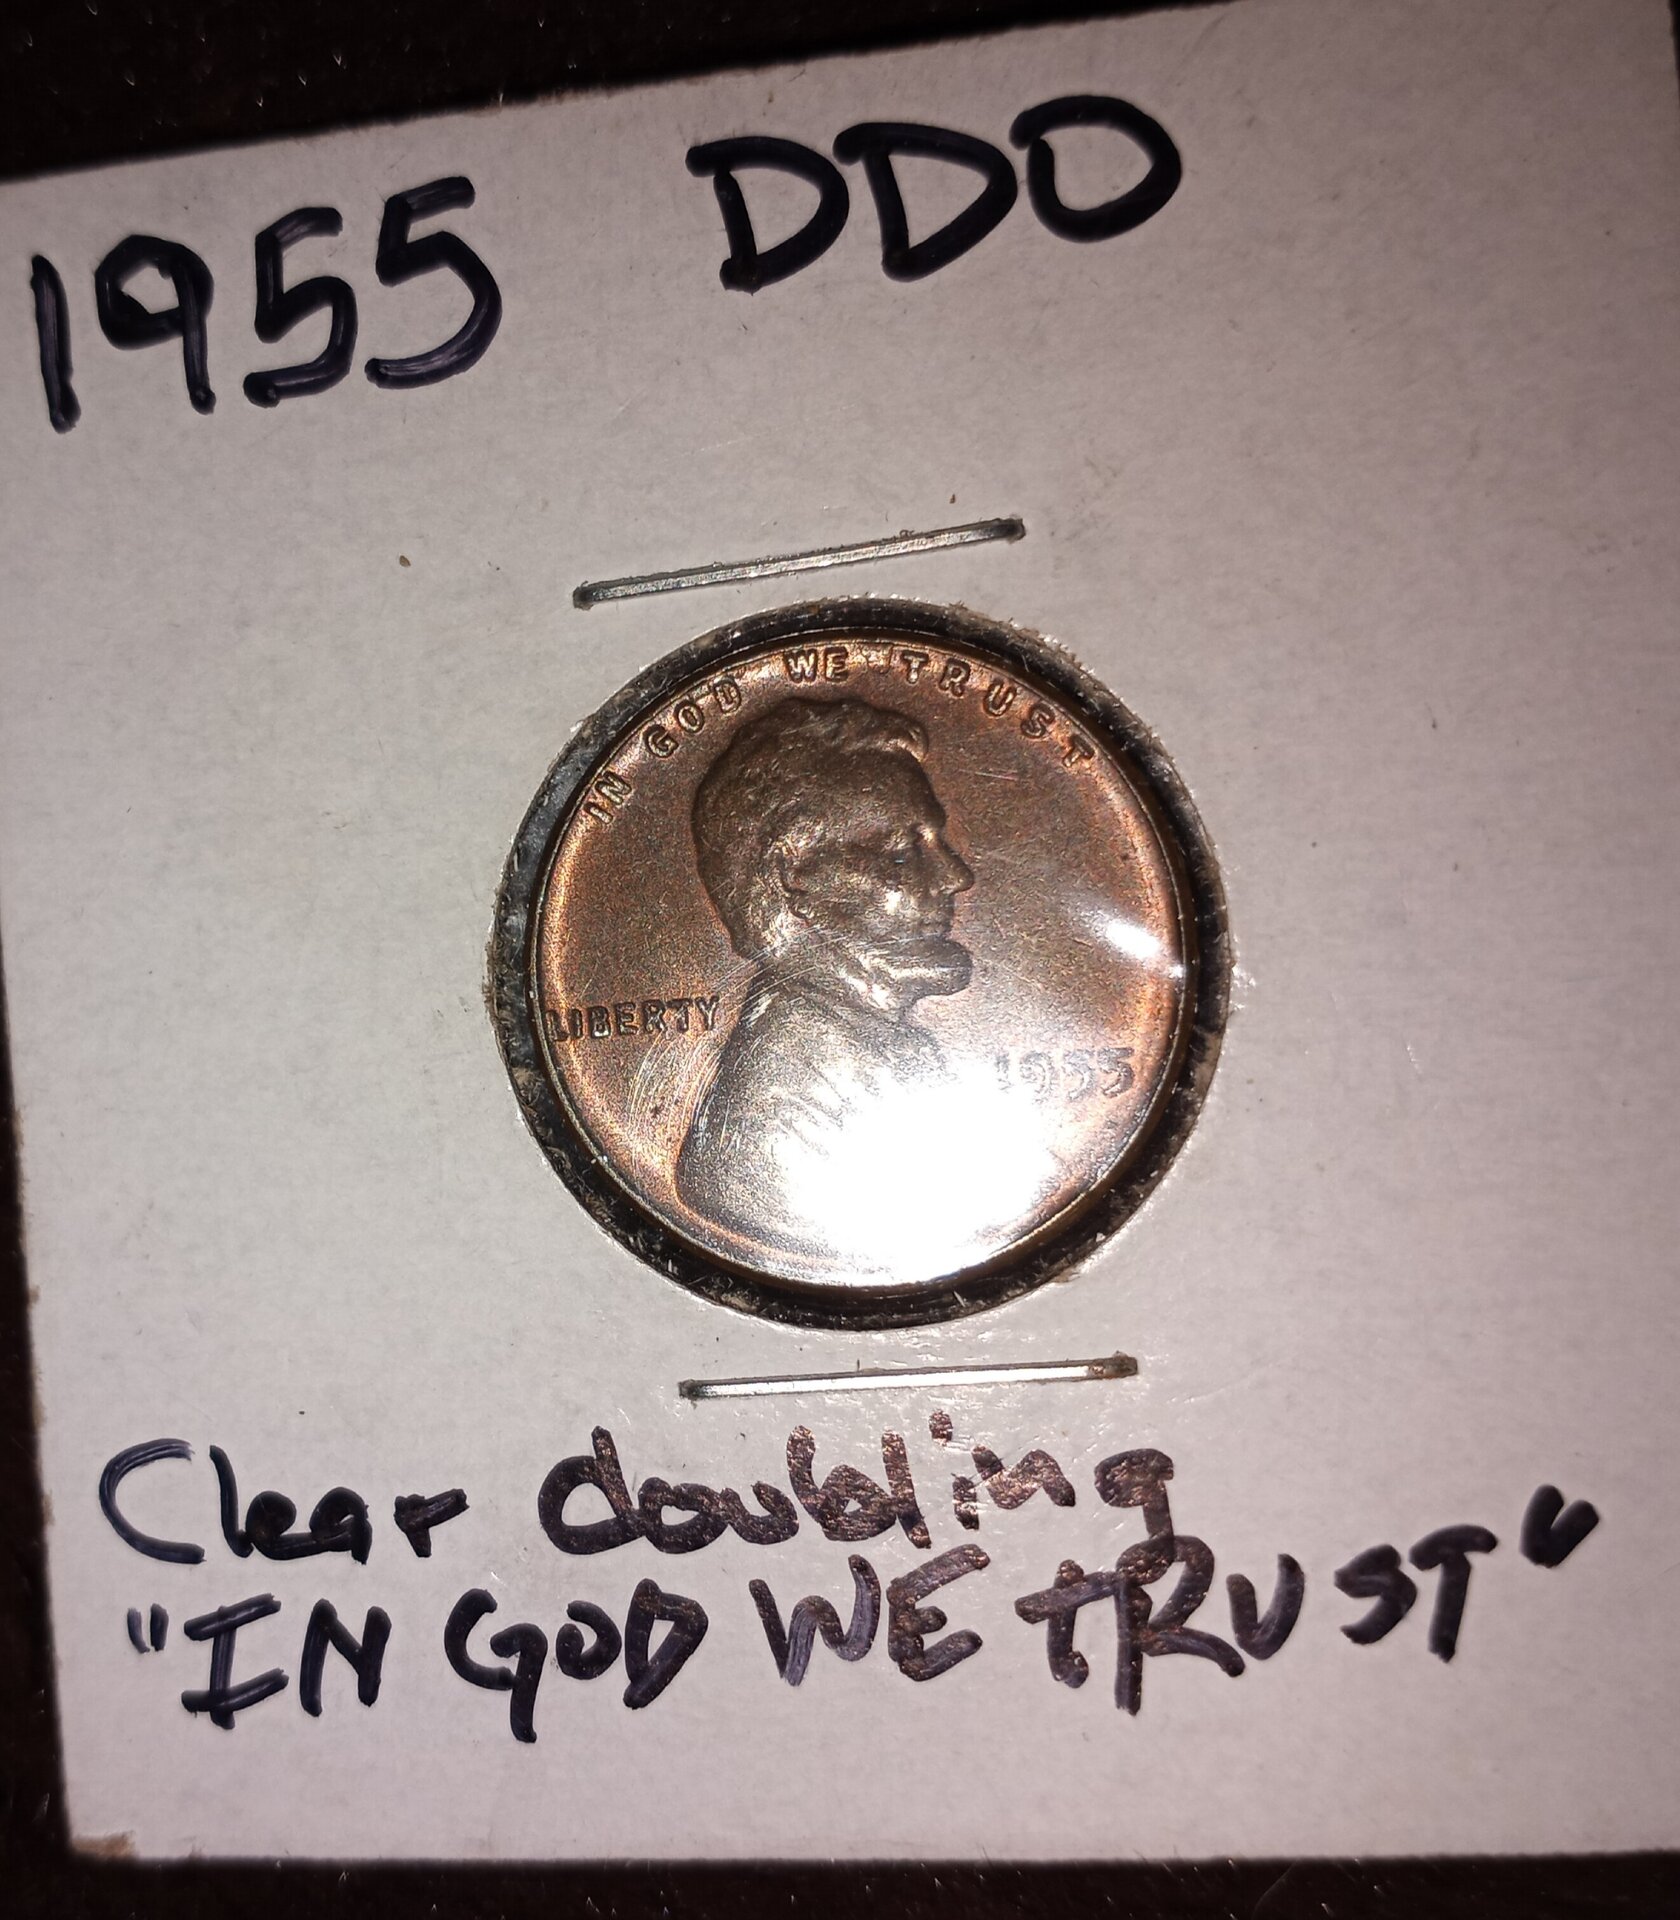 1955 DDO
IN GOD WE TRUST
LIBERTY
1955
Clear doubling
"IN GOD WE tRUST"